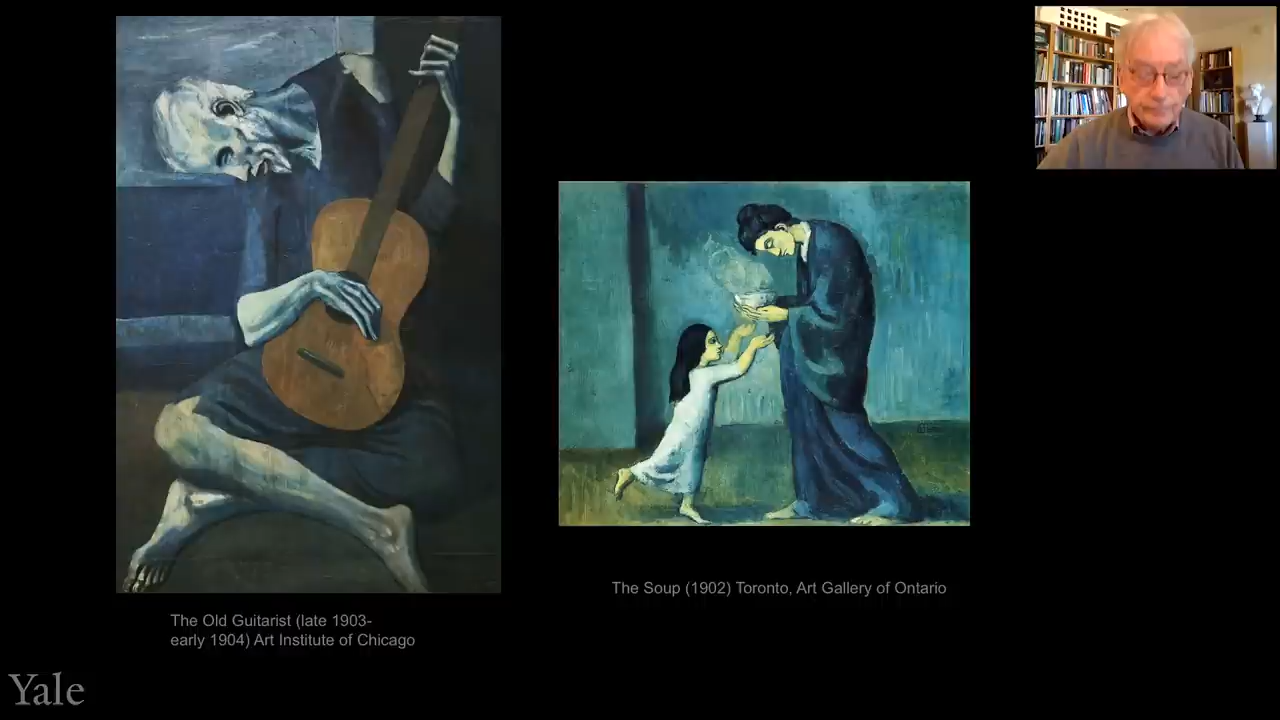 The Soup (1902) Toronto, Art Gallery of Ontario
The Old Guitarist (late 1903-
early 1904) Art Institute of Chicago
Yale